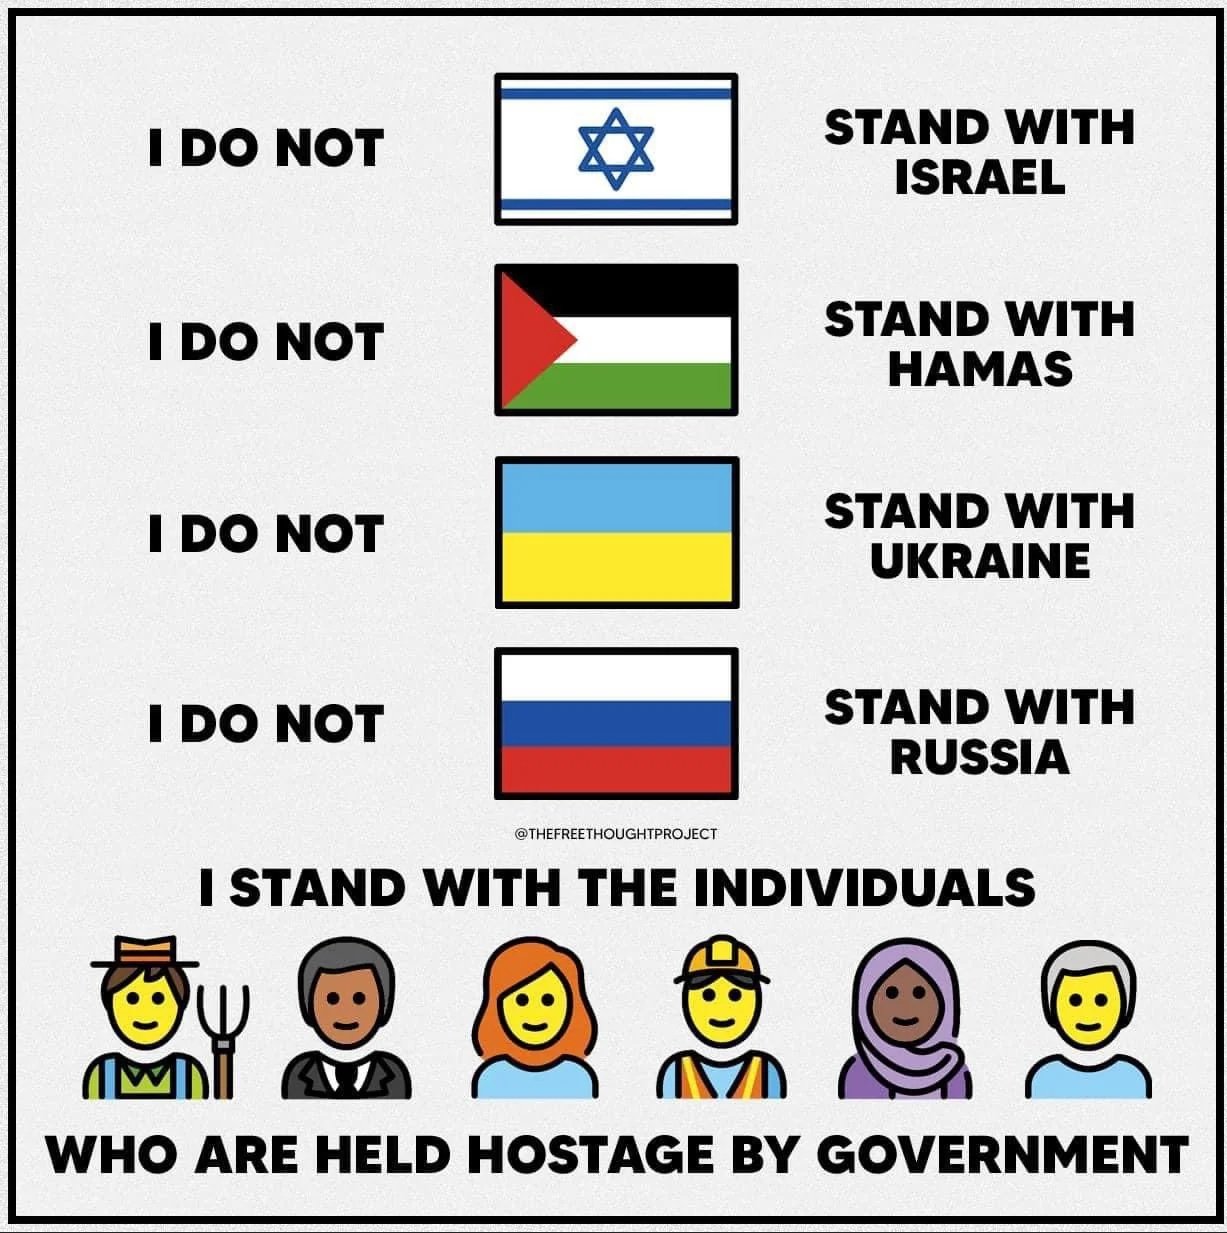 I DO NOT
STAND WITH
ISRAEL
I DO NOT
STAND WITH
HAMAS
I DO NOT
STAND WITH
UKRAINE
I DO NOT
STAND WITH
RUSSIA
@THEFREETHOUGHTPROJECT
I STAND WITH THE INDIVIDUALS
WHO ARE HELD HOSTAGE BY GOVERNMENT